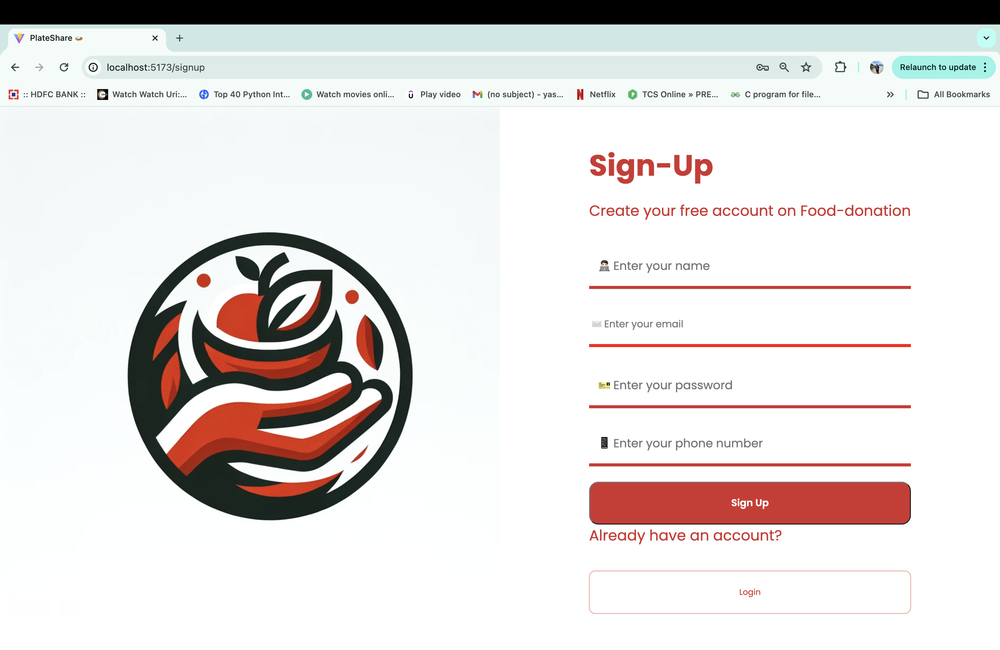 PlateShare
localhost:5173/signup
Relaunch to update
:: HDFC BANK ::
Watch Watch Uri:...
Top 40 Python Int...
Watch movies onli...
Play video
(no subject) - yas...
Netflix
TCS Online » PRE...
C program for file...
All Bookmarks
Sign-Up
Create your free account on Food-donation
Enter your name
Enter your email
Enter your password
Enter your phone number
Sign Up
Already have an account?
Login